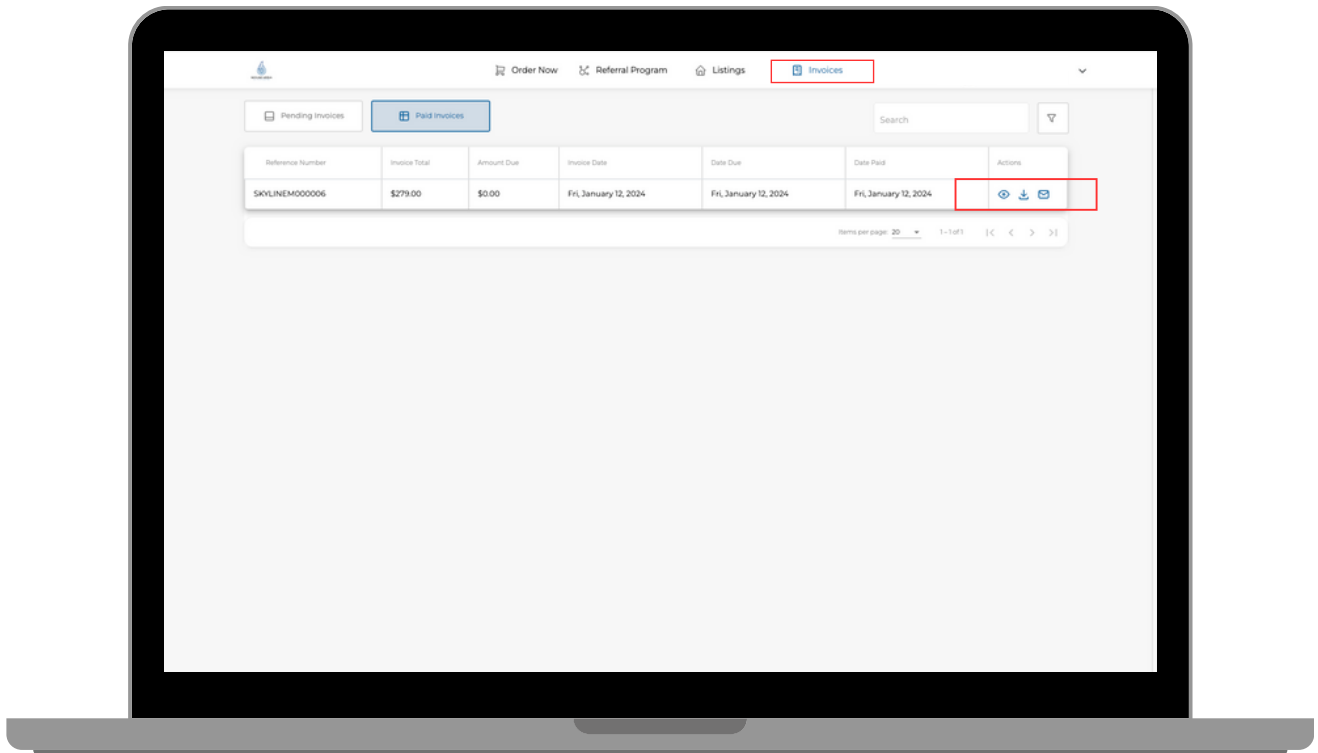 Order Now Referral Program Listings Invoices
Pending Invoices Paid Invoices Search
Reference Number Invoice Total Amount Due Invoice Date Date Due Date Paid Actions
SKYLINEM000006 $279.00 $0.00 Fri, January 12, 2024 Fri, January 12, 2024 Fri, January 12, 2024
Items per page: 20 1 – 1 of 1